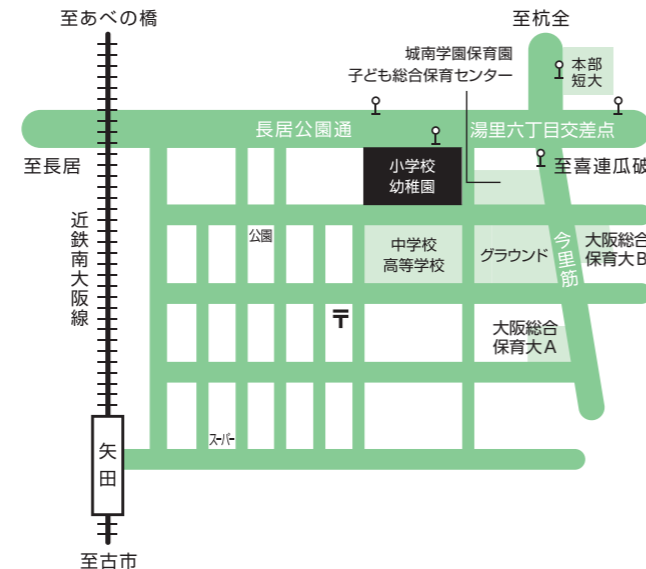 至あべの橋
至杭全
城南学園保育園
子ども総合保育センター
本部
短大
長居公園通
湯里六丁目交差点
至長居
小学校
幼稚園
至喜連瓜破
近鉄南大阪線
公園
中学校
高等学校
グラウンド
今里筋
大阪総合
保育大B
〒
大阪総合
保育大A
スーパー
矢田
至古市